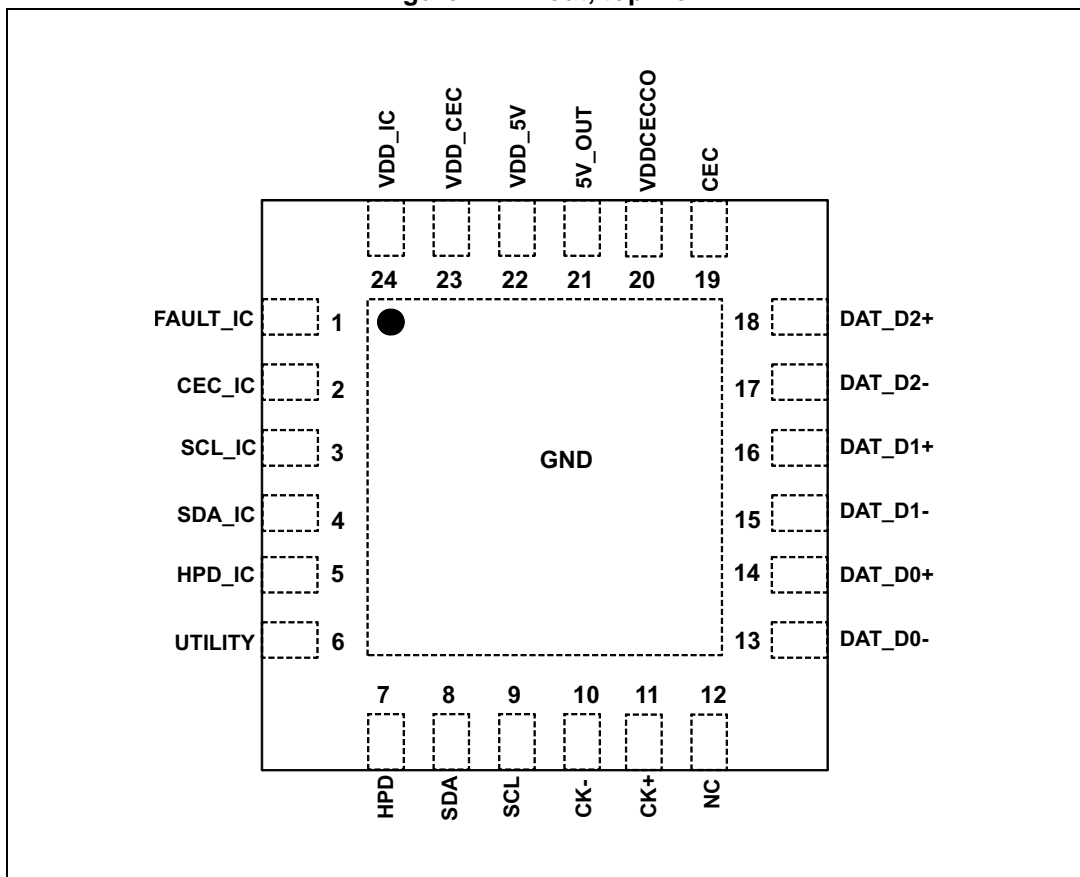 VDD_IC
VDD_CEC
VDD_5V
5V_OUT
VDDCECCO
CEC
24 23 22 21 20 19
FAULT_IC 1
CEC_IC 2
SCL_IC 3
SDA_IC 4
HPD_IC 5
UTILITY 6
GND
18 DAT_D2+
17 DAT_D2-
16 DAT_D1+
15 DAT_D1-
14 DAT_D0+
13 DAT_D0-
7 8 9 10 11 12
HPD
SDA
SCL
CK-
CK+
NC